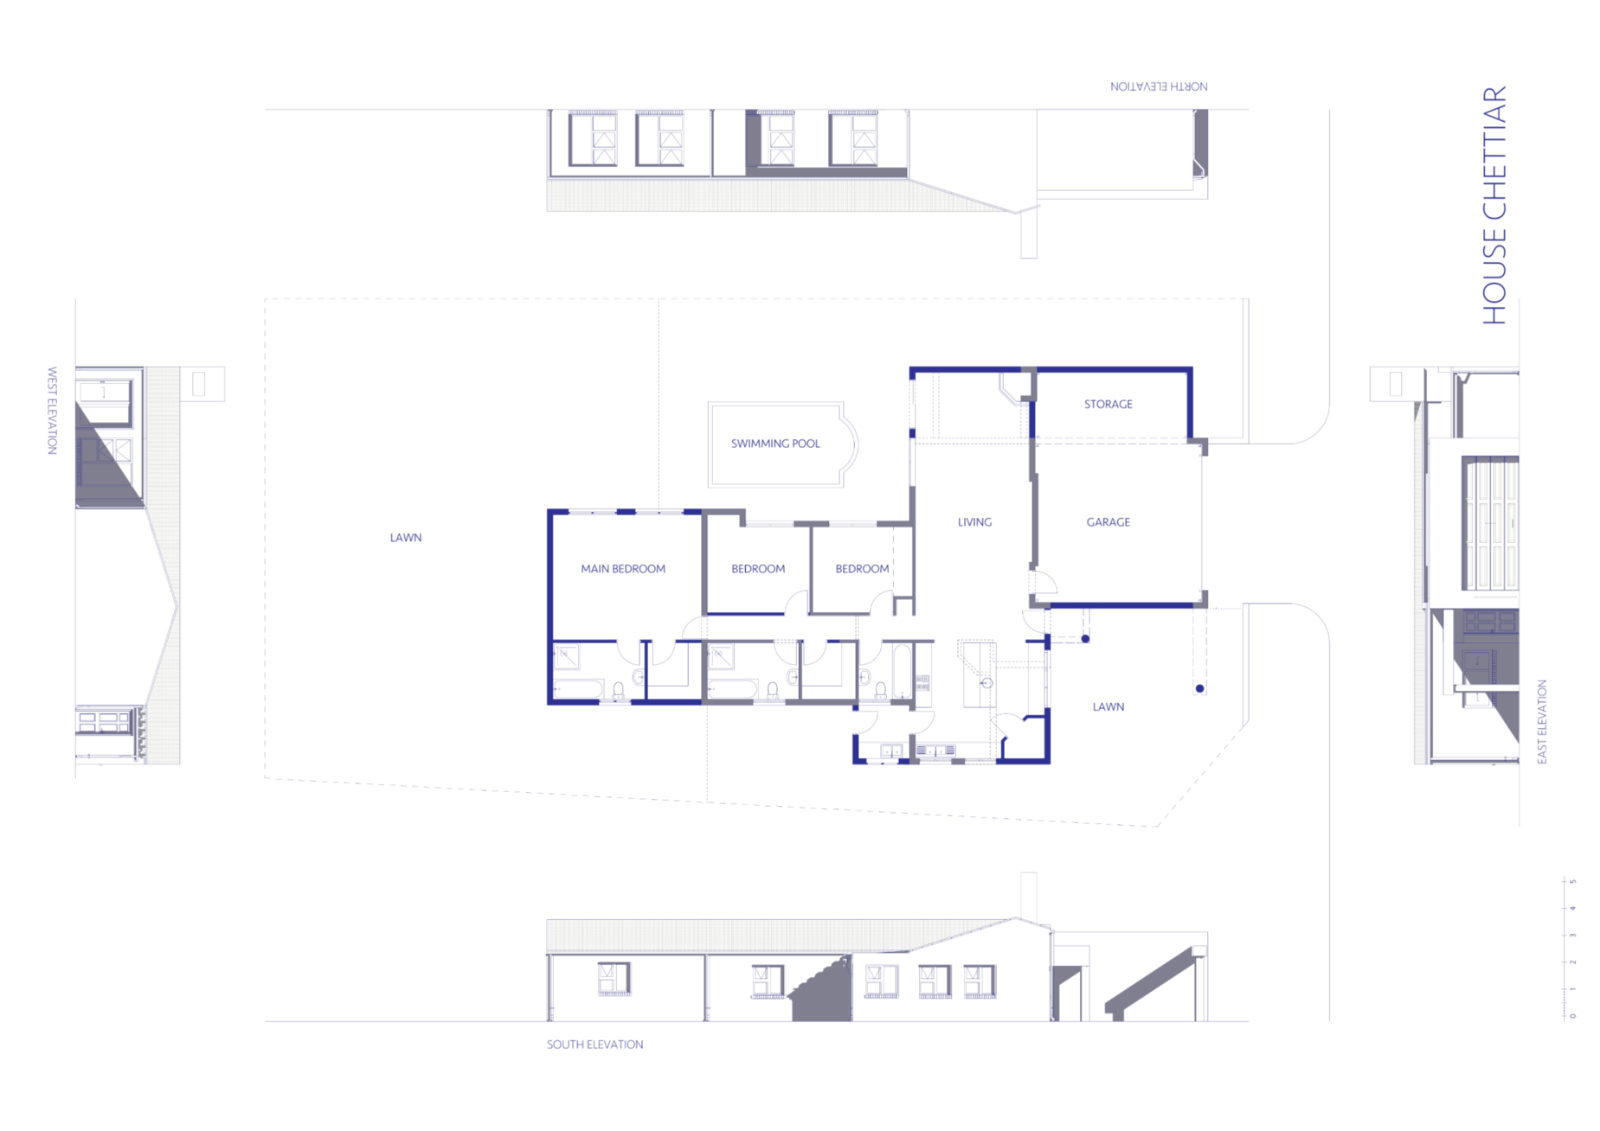 NORTH ELEVATION
HOUSE CHETTIAR
WEST ELEVATION
STORAGE
SWIMMING POOL
LIVING
GARAGE
LAWN
MAIN BEDROOM
BEDROOM
BEDROOM
LAWN
EAST ELEVATION
SOUTH ELEVATION
0 1 2 3 4 5